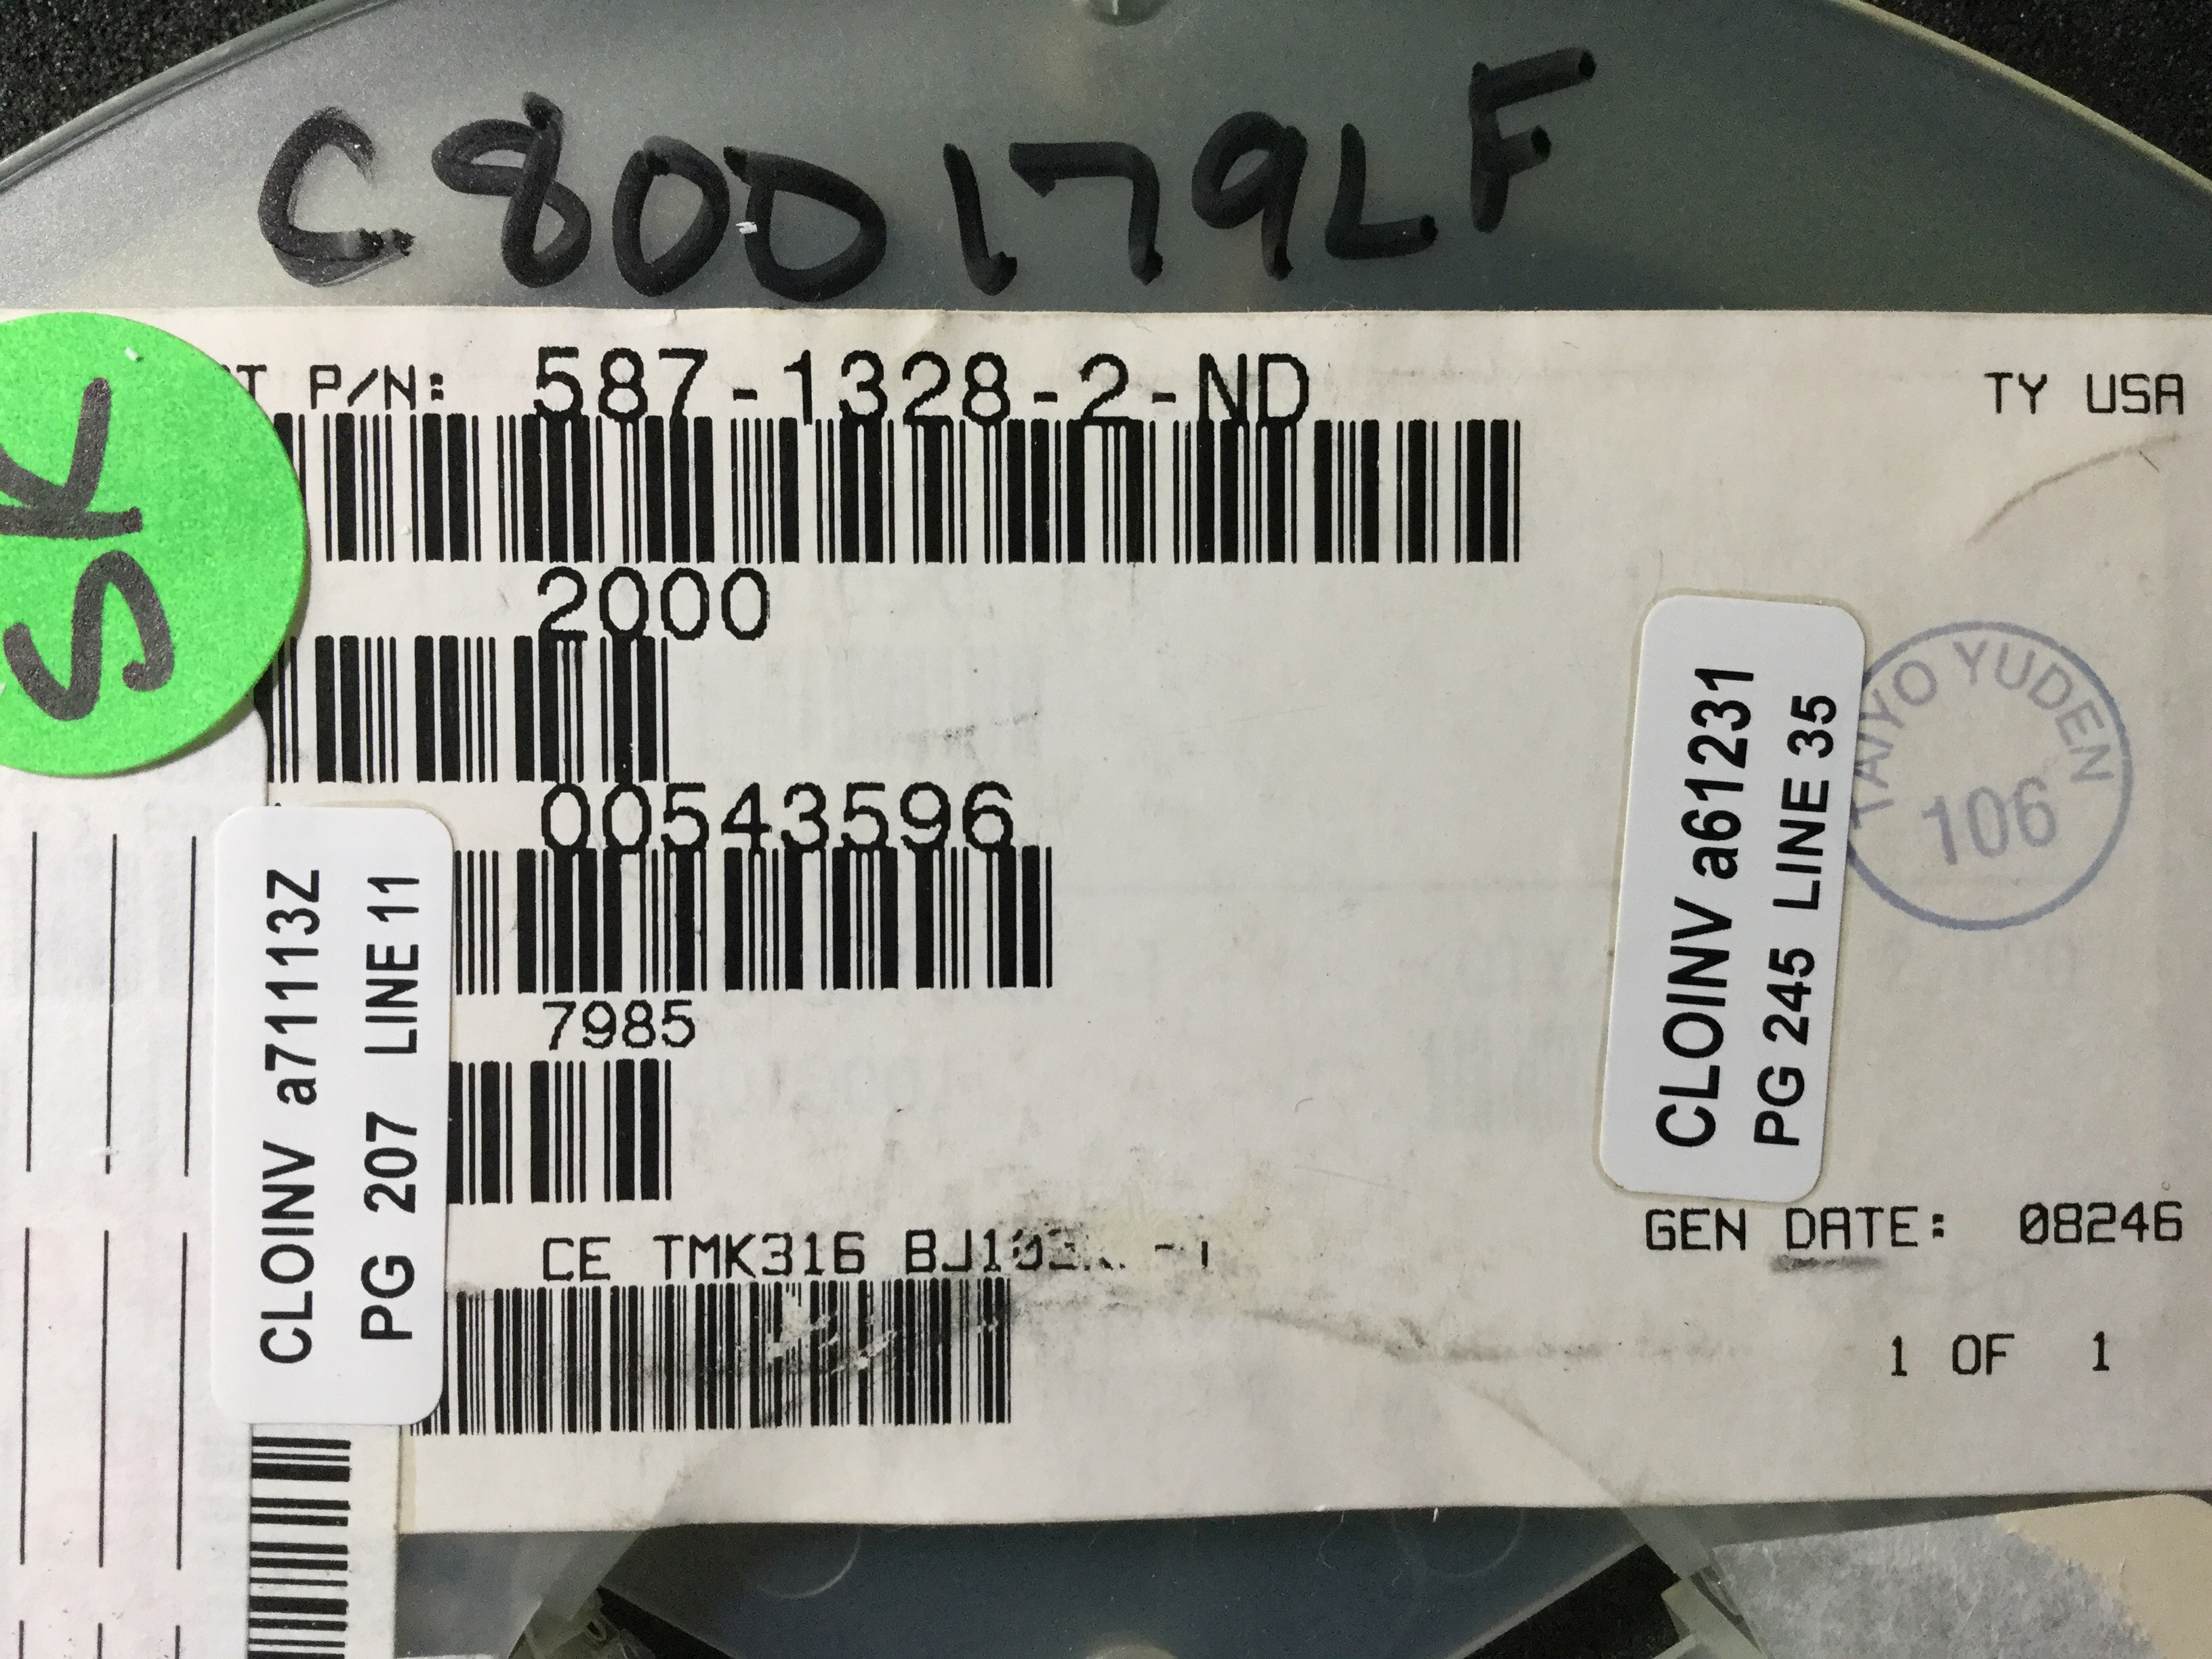 C800179LF
P/N: 587-1328-2-ND
TY USA
SK
2000
00543596
7985
CLOINV a71113Z
PG 207 LINE 11
CLOINV a61231
PG 245 LINE 35
TAIYO YUDEN
106
CE TMK316
GEN DATE: 08246
1 OF 1